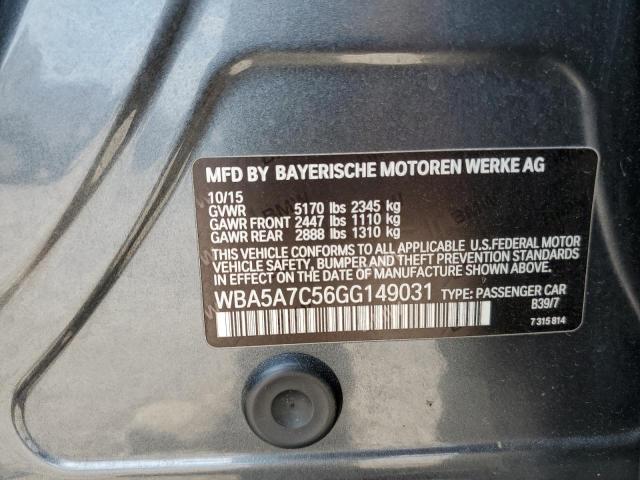 MFD BY BAYERISCHE MOTOREN WERKE AG
10/15
GVWR 5170 lbs 2345 kg
GAWR FRONT 2447 lbs 1110 kg
GAWR REAR 2888 lbs 1310 kg
THIS VEHICLE CONFORMS TO ALL APPLICABLE U.S.FEDERAL MOTOR
VEHICLE SAFETY, BUMPER AND THEFT PREVENTION STANDARDS
IN EFFECT ON THE DATE OF MANUFACTURE SHOWN ABOVE.
WBA5A7C56GG149031 TYPE: PASSENGER CAR
B39/7
7 315 814